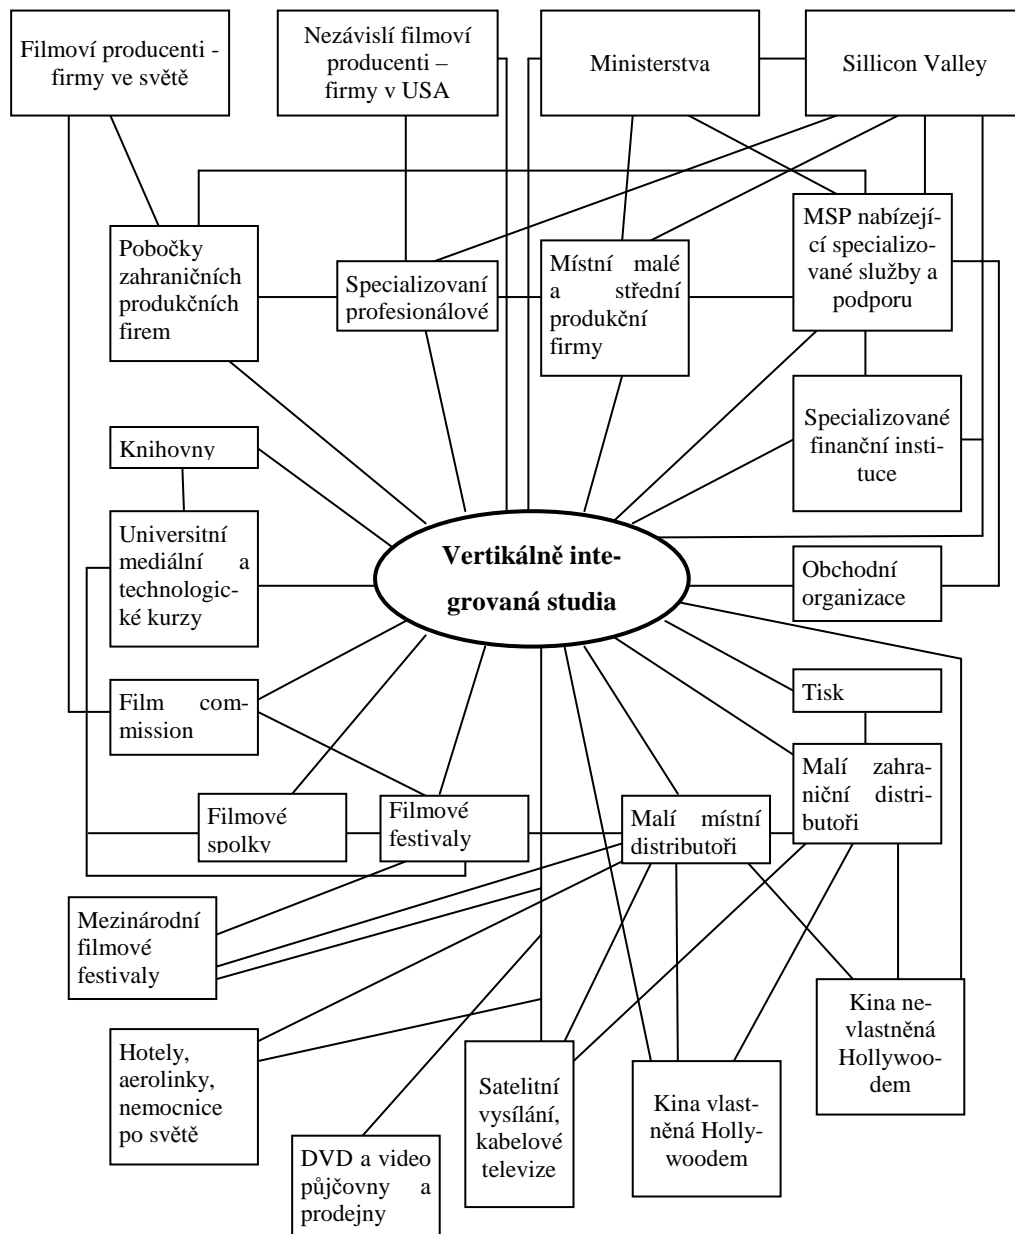 Filmoví producenti -
firmy ve světě
Nezávislí filmoví
producenti –
firmy v USA
Ministerstva
Sillicon Valley
Pobočky
zahraničních
produkčních
firem
Specializovaní
profesionálové
Místní malé
a střední
produkční
firmy
MSP nabízejí-
cí specializo-
vané služby a
podporu
Knihovny
Specializované
finanční insti-
tuce
Universitní
mediální a
technologic-
ké kurzy
Vertikálně inte-
grovaná studia
Obchodní
organizace
Film com-
mission
Tisk
Malí zahra-
niční distri-
butoři
Filmové
spolky
Filmové
festivaly
Malí místní
distributoři
Mezinárodní
filmové
festivaly
Kina ne-
vlastněná
Hollywoo-
dem
Hotely,
aerolinky,
nemocnice
po světě
Satelitní
vysílání,
kabelové
televize
Kina vlast-
něná Holly-
woodem
DVD a video
půjčovny a
prodejny